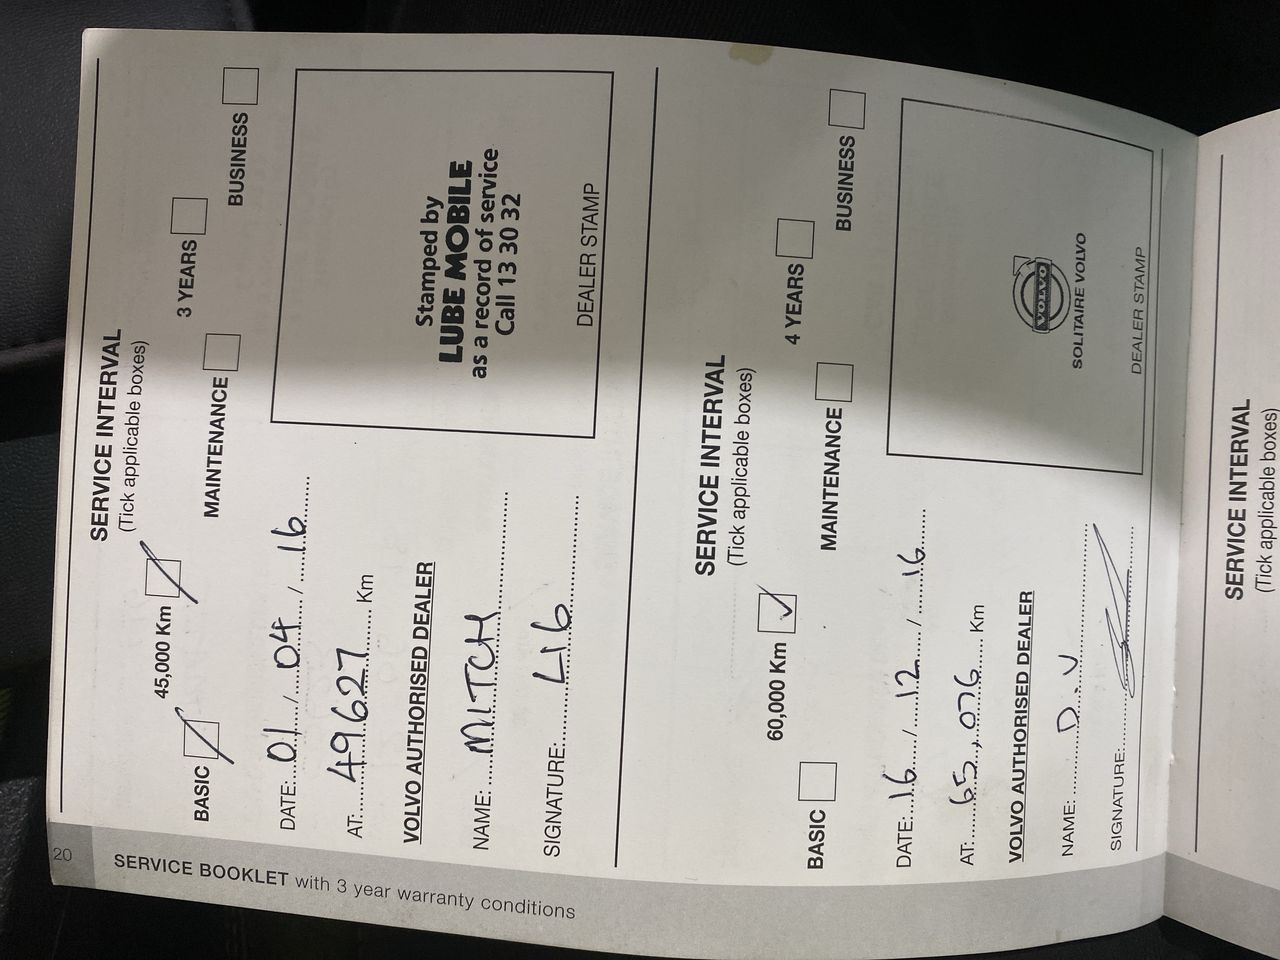 SERVICE INTERVAL
(Tick applicable boxes)
45,000 Km 3 YEARS
BASIC MAINTENANCE BUSINESS
DATE: 01 / 04 / 16
AT: 49627 Km
VOLVO AUTHORISED DEALER
NAME: MITCH
SIGNATURE: L16
Stamped by
LUBE MOBILE
as a record of service
Call 13 30 32
DEALER STAMP
SERVICE INTERVAL
(Tick applicable boxes)
60,000 Km 4 YEARS
BASIC MAINTENANCE BUSINESS
DATE: 16 / 12 / 16
AT: 65,076 Km
VOLVO AUTHORISED DEALER
NAME: D.V
SIGNATURE:
VOLVO
SOLITAIRE VOLVO
DEALER STAMP
20
SERVICE BOOKLET with 3 year warranty conditions
SERVICE INTERVAL
(Tick applicable boxes)